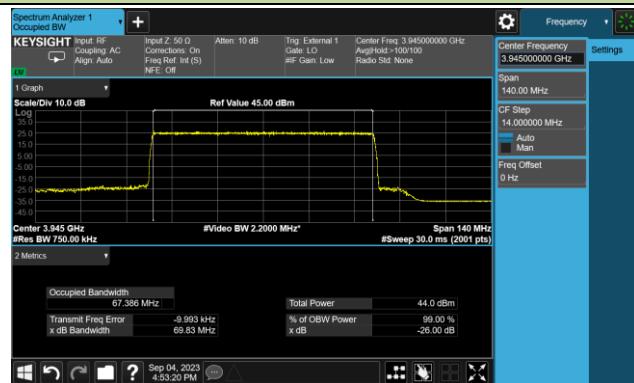 Spectrum Analyzer 1
Occupied BW
Frequency
KEYSIGHT
Input: RF
Coupling: AC
Align: Auto
Input Z: 50 Ω
Corrections: On
Freq Ref: Int (S)
NFE: Off
Atten: 10 dB
Trig: External 1
Gate: LO
#IF Gain: Low
Center Freq: 3.945000000 GHz
Avg|Hold:>100/100
Radio Std: None
Center Frequency
3.945000000 GHz
Settings
Span
140.00 MHz
CF Step
14.000000 MHz
Auto
Man
Freq Offset
0 Hz
1 Graph
Scale/Div 10.0 dB
Ref Value 45.00 dBm
Log
35.0
25.0
15.0
5.00
-5.00
-15.0
-25.0
-35.0
-45.0
Center 3.945 GHz
#Video BW 2.2000 MHz*
Span 140 MHz
#Res BW 750.00 kHz
#Sweep 30.0 ms (2001 pts)
2 Metrics
Occupied Bandwidth
67.386 MHz
Total Power
44.0 dBm
Transmit Freq Error
-9.993 kHz
% of OBW Power
99.00 %
x dB Bandwidth
69.83 MHz
x dB
-26.00 dB
?
Sep 04, 2023
4:53:20 PM